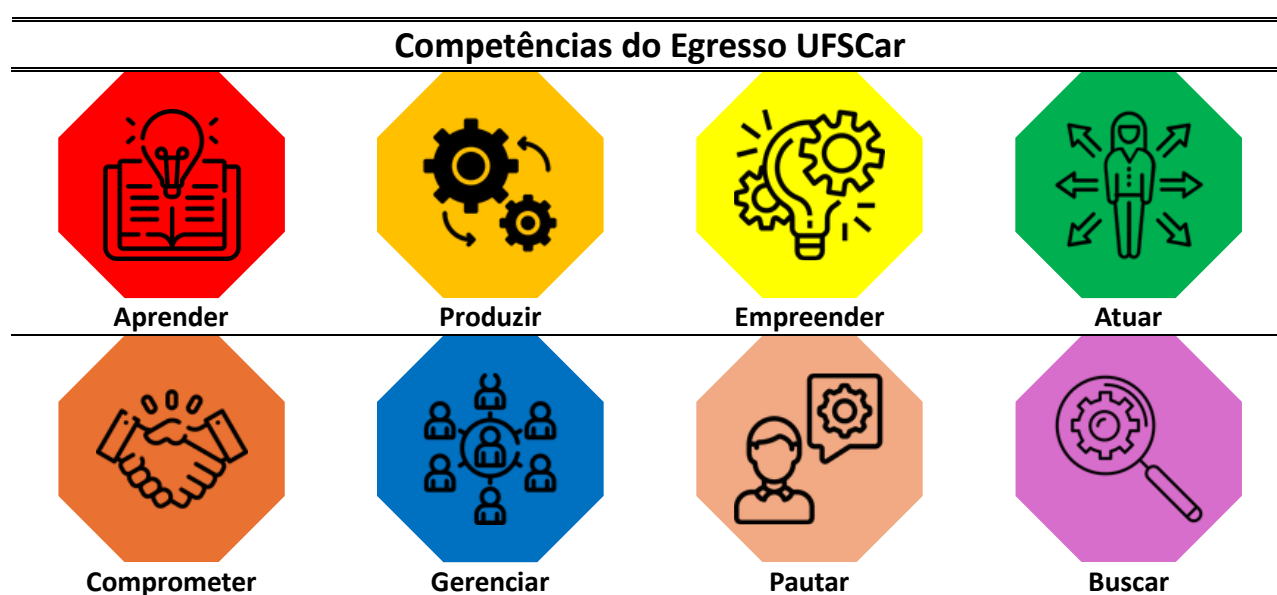 Competências do Egresso UFSCar
Aprender Produzir Empreender Atuar
Comprometer Gerenciar Pautar Buscar